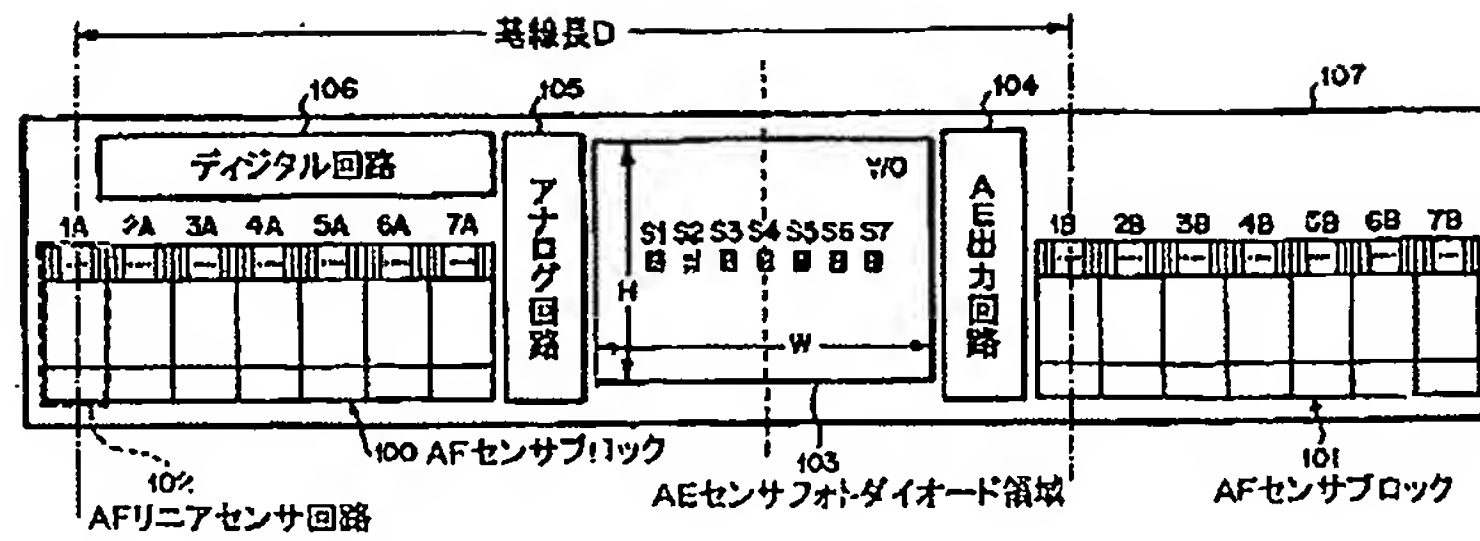 基線長D
106
105
104
107
ディジタル回路
アナログ回路
AE出力回路
1A 2A 3A 4A 5A 6A 7A
S1 S2 S3 S4 S5 S6 S7
H
W
1B 2B 3B 4B 5B 6B 7B
100 AFセンサブロック
103
101
102
AEセンサフォトダイオード領域
AFセンサブロック
AFリニアセンサ回路